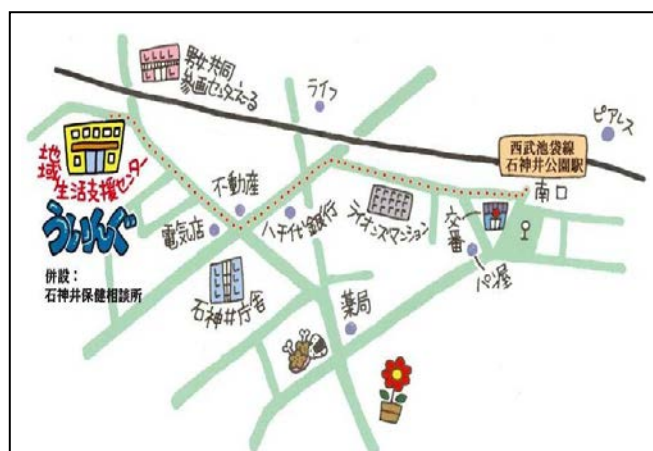 男女共同
参画センターえーる
ライフ
ピアレス
西武池袋線
石神井公園駅
南口
地域
生活支援センター
ういんぐ
併設：
石神井保健相談所
不動産
電気店
八千代銀行
ライオンズマンション
交番
パン屋
石神井庁舎
薬局